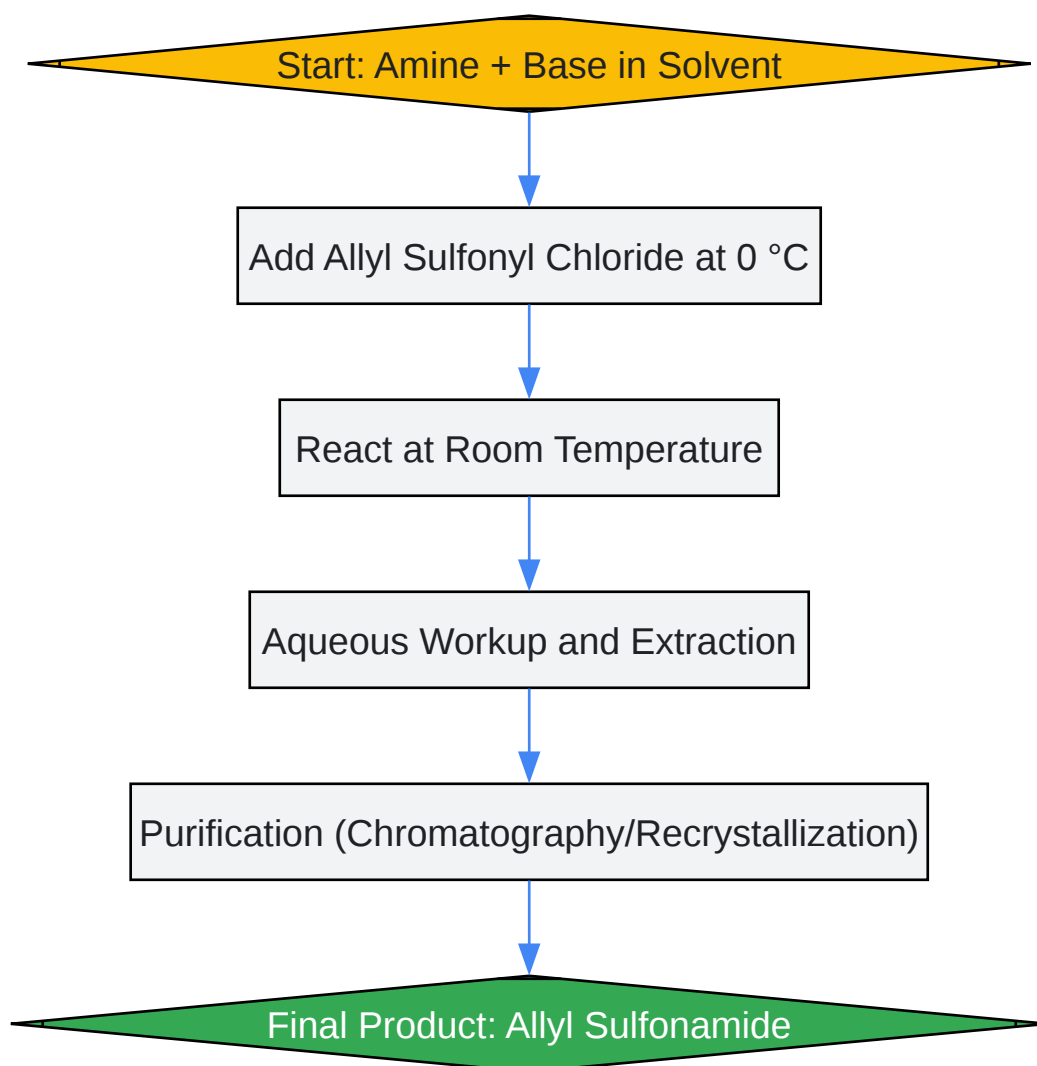 Start: Amine + Base in Solvent
Add Allyl Sulfonyl Chloride at 0 °C
React at Room Temperature
Aqueous Workup and Extraction
Purification (Chromatography/Recrystallization)
Final Product: Allyl Sulfonamide